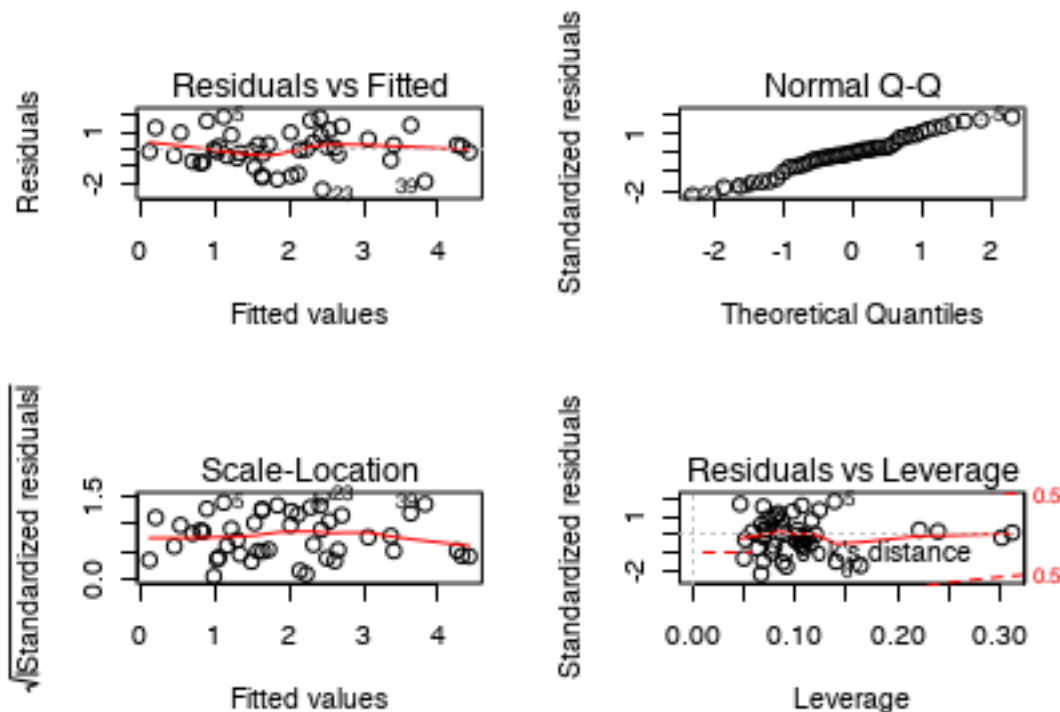 Residuals vs Fitted
Residuals
1
-2
5
23
39
0 1 2 3 4
Fitted values
Normal Q-Q
Standardized residuals
1
-2
-2 -1 0 1 2
Theoretical Quantiles
Scale-Location
√|Standardized residuals|
1.5
0.0
5
23
39
0 1 2 3 4
Fitted values
Residuals vs Leverage
Standardized residuals
1
-2
5
distance
0.5
0.5
0.00 0.10 0.20 0.30
Leverage